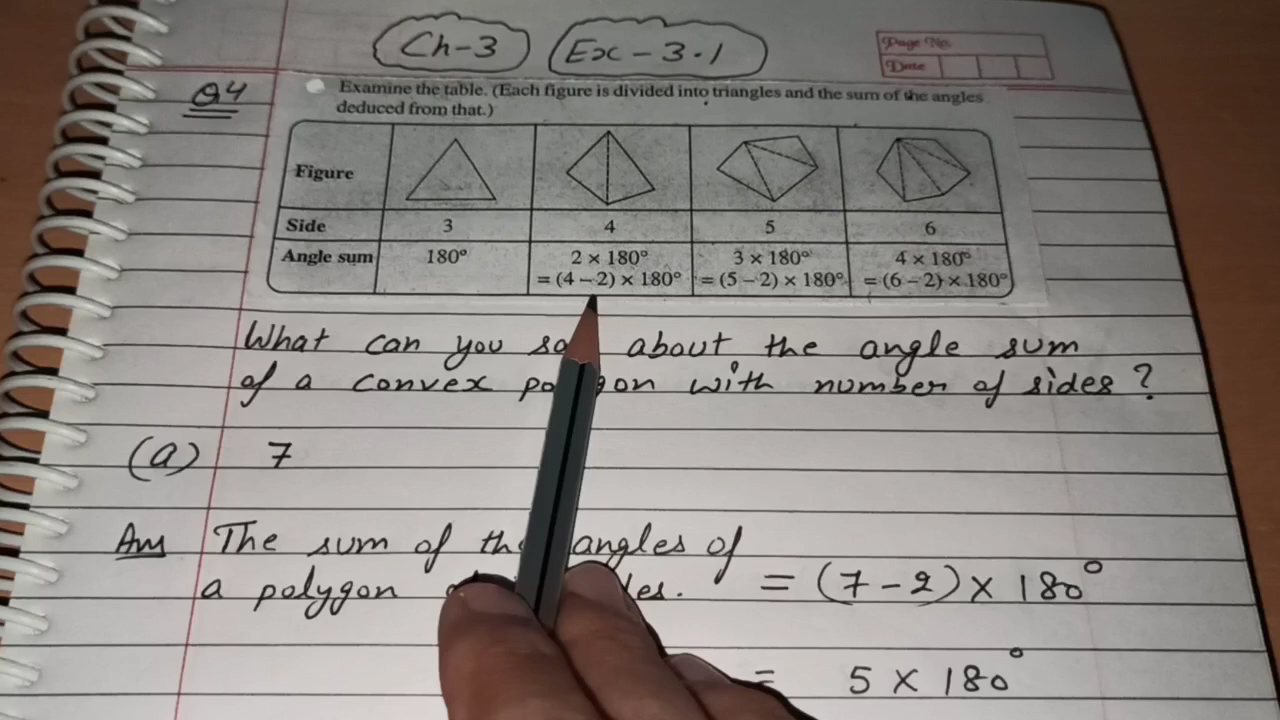 Ch-3 Ex-3.1
Page No.
Date
Q4
Examine the table. (Each figure is divided into triangles and the sum of the angles
deduced from that.)
Figure
Side 3 4 5 6
Angle sum 180° 2 × 180° 3 × 180° 4 × 180°
= (4 – 2) × 180° = (5 – 2) × 180° = (6 – 2) × 180°
What can you about the angle sum
of a convex with number of sides ?
(a) 7
Ans The sum of angles of
a polygon = (7-2) × 180°
= 5 × 180°